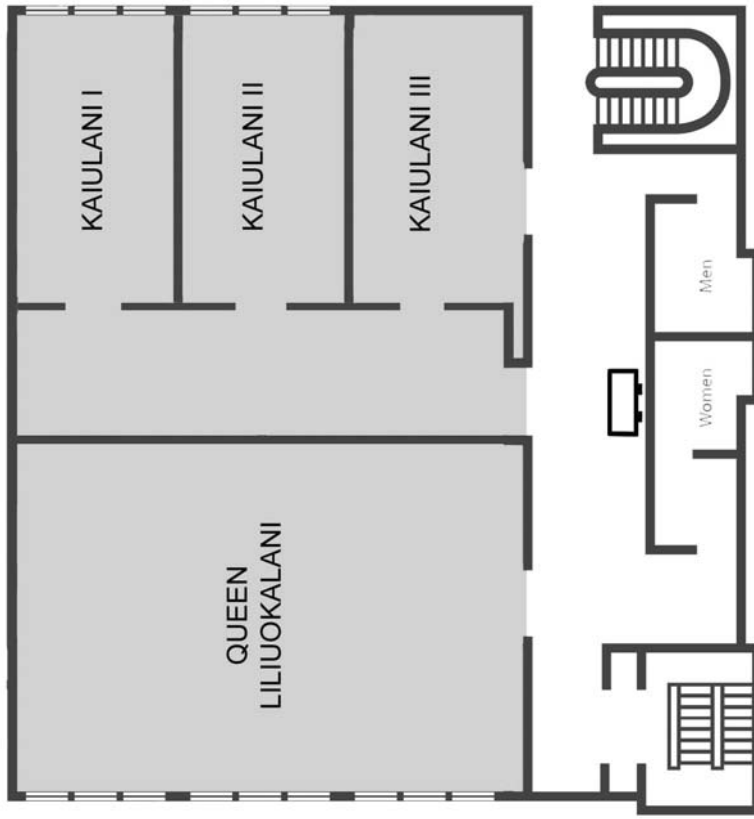 KAIULANI I
KAIULANI II
KAIULANI III
Men
Women
QUEEN
LILIUOKALANI